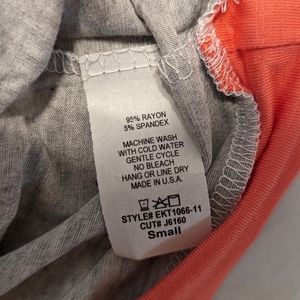 95% RAYON
5% SPANDEX
MACHINE WASH
WITH COLD WATER
GENTLE CYCLE
NO BLEACH
HANG OR LINE DRY
MADE IN U.S.A.
STYLE# EKT1066-11
CUT# J6160
Small